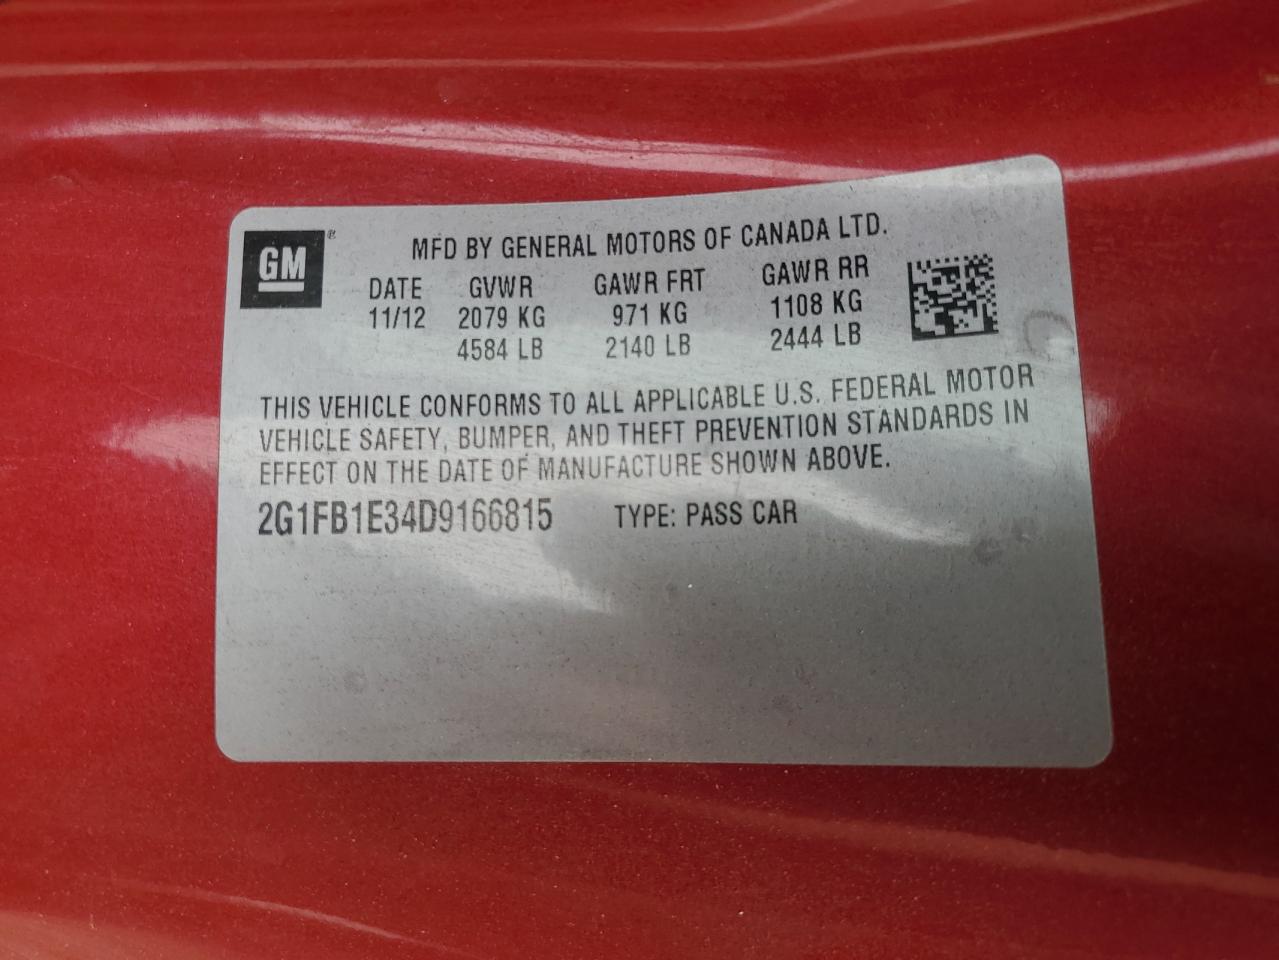 GM ®
MFD BY GENERAL MOTORS OF CANADA LTD.
DATE GVWR GAWR FRT GAWR RR
11/12 2079 KG 971 KG 1108 KG
4584 LB 2140 LB 2444 LB
THIS VEHICLE CONFORMS TO ALL APPLICABLE U.S. FEDERAL MOTOR
VEHICLE SAFETY, BUMPER, AND THEFT PREVENTION STANDARDS IN
EFFECT ON THE DATE OF MANUFACTURE SHOWN ABOVE.
2G1FB1E34D9166815 TYPE: PASS CAR